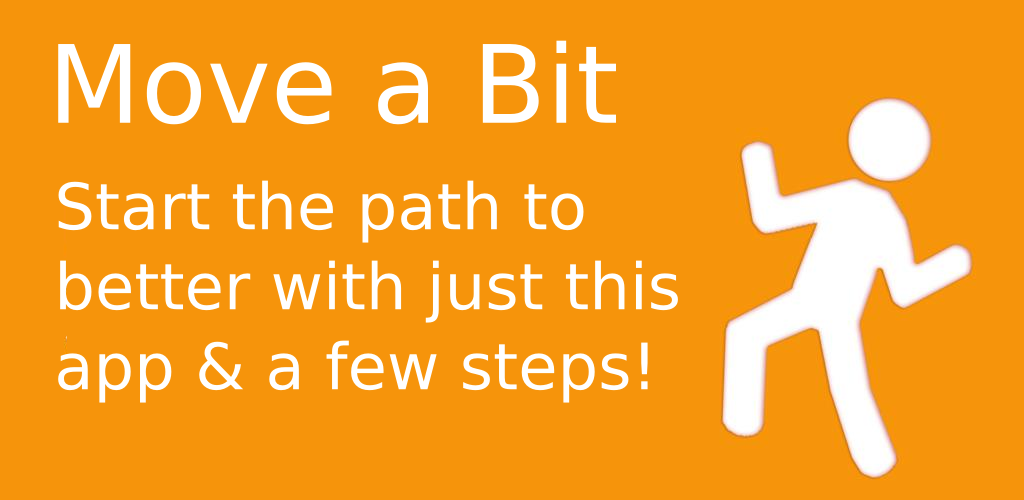 Move a Bit
Start the path to
better with just this
app & a few steps!